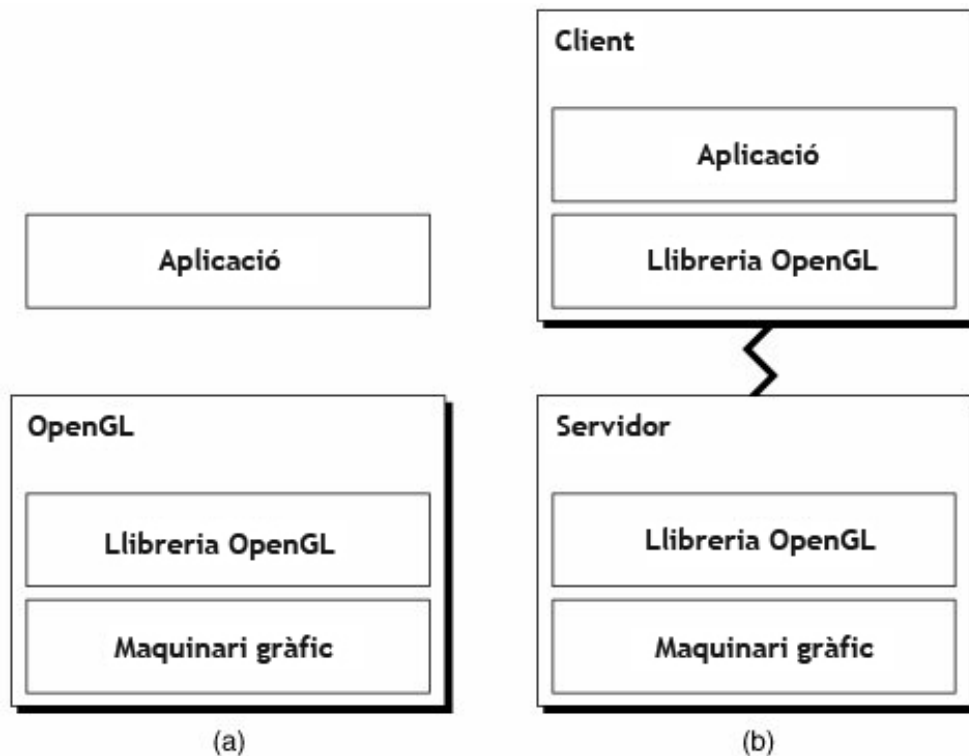 Aplicació
OpenGL
Llibreria OpenGL
Maquinari gràfic
(a)
Client
Aplicació
Llibreria OpenGL
Servidor
Llibreria OpenGL
Maquinari gràfic
(b)